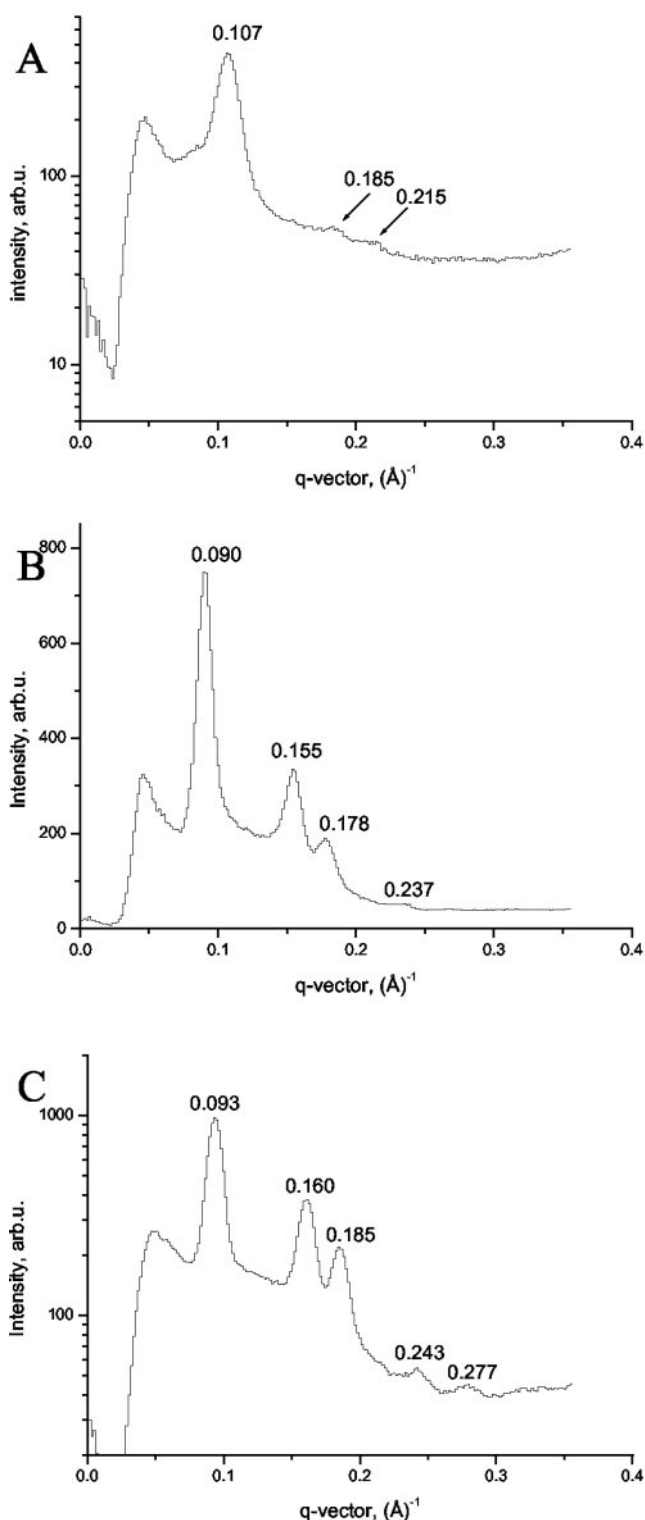 A
0.107
0.185
0.215
100
10
intensity, arb.u.
0.0 0.1 0.2 0.3 0.4
q-vector, (Å)-1
B
800
0.090
600
400
0.155
0.178
200
0.237
0
Intensity, arb.u.
0.0 0.1 0.2 0.3 0.4
q-vector, (Å)-1
C
0.093
1000
0.160
0.185
100
0.243
0.277
Intensity, arb.u.
0.0 0.1 0.2 0.3 0.4
q-vector, (Å)-1